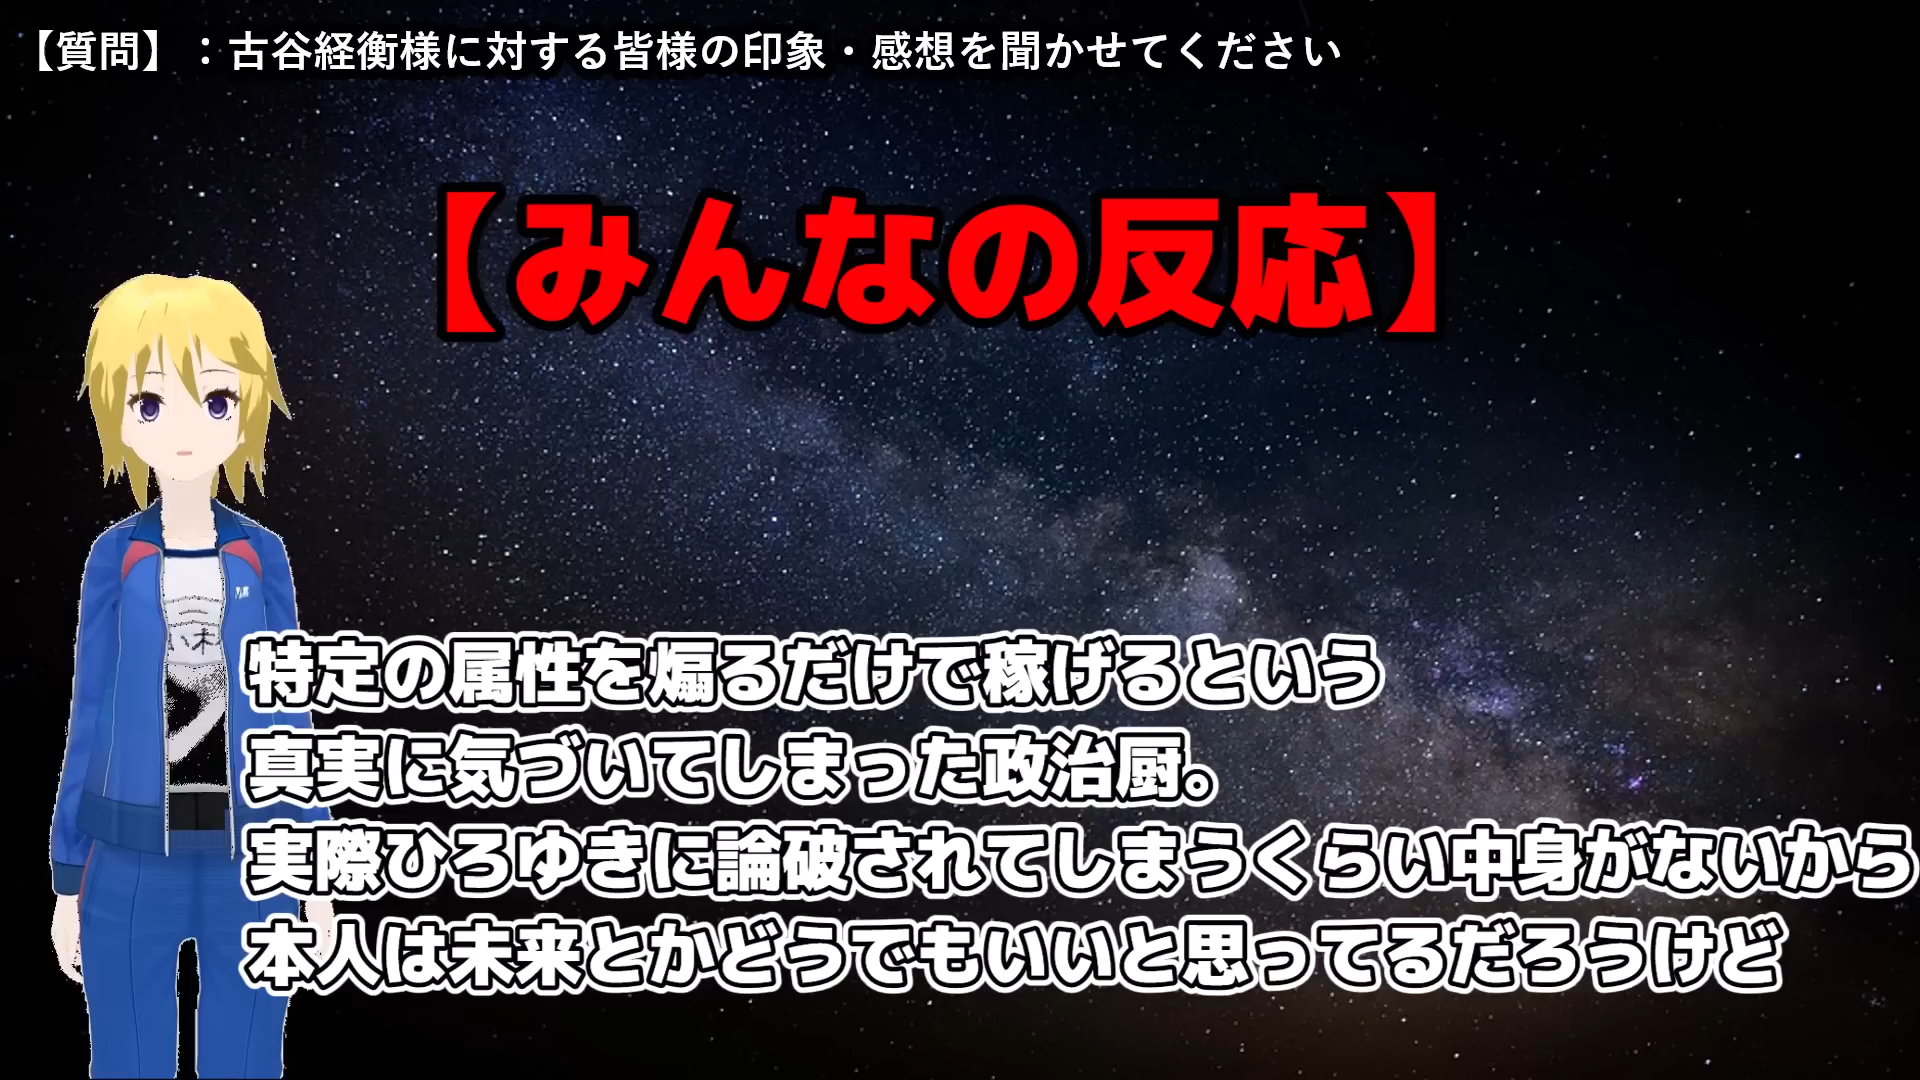 【質問】：古谷経衡様に対する皆様の印象・感想を聞かせてください
【みんなの反応】
特定の属性を煽るだけで稼げるという
真実に気づいてしまった政治厨。
実際ひろゆきに論破されてしまうくらい中身がないから
本人は未来とかどうでもいいと思ってるだろうけど